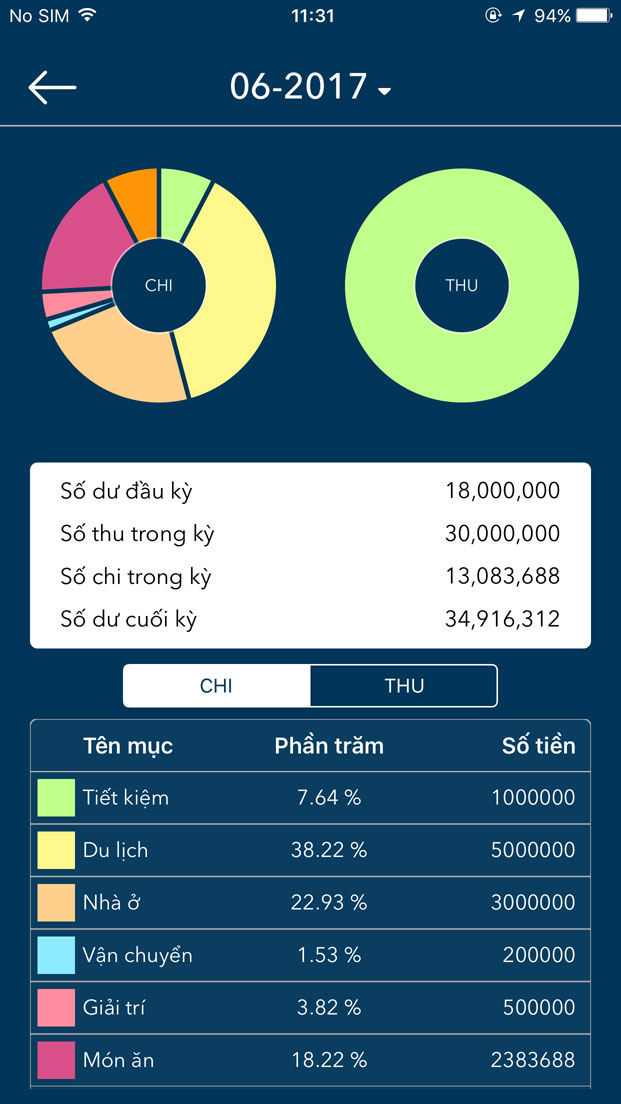 No SIM 11:31 94%
06-2017
CHI THU
Số dư đầu kỳ 18,000,000
Số thu trong kỳ 30,000,000
Số chi trong kỳ 13,083,688
Số dư cuối kỳ 34,916,312
CHI THU
Tên mục Phần trăm Số tiền
Tiết kiệm 7.64 % 1000000
Du lịch 38.22 % 5000000
Nhà ở 22.93 % 3000000
Vận chuyển 1.53 % 200000
Giải trí 3.82 % 500000
Món ăn 18.22 % 2383688